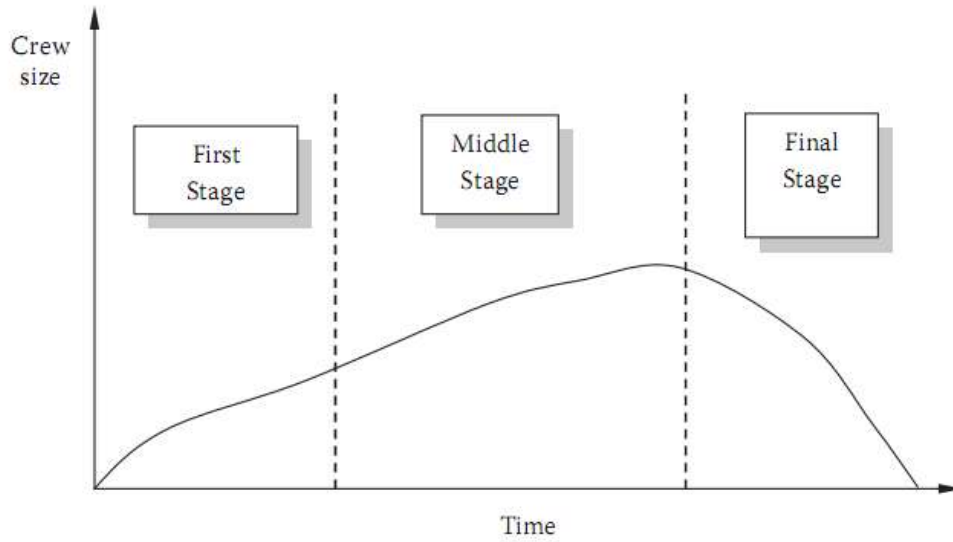 Crew
size
First
Stage
Middle
Stage
Final
Stage
Time